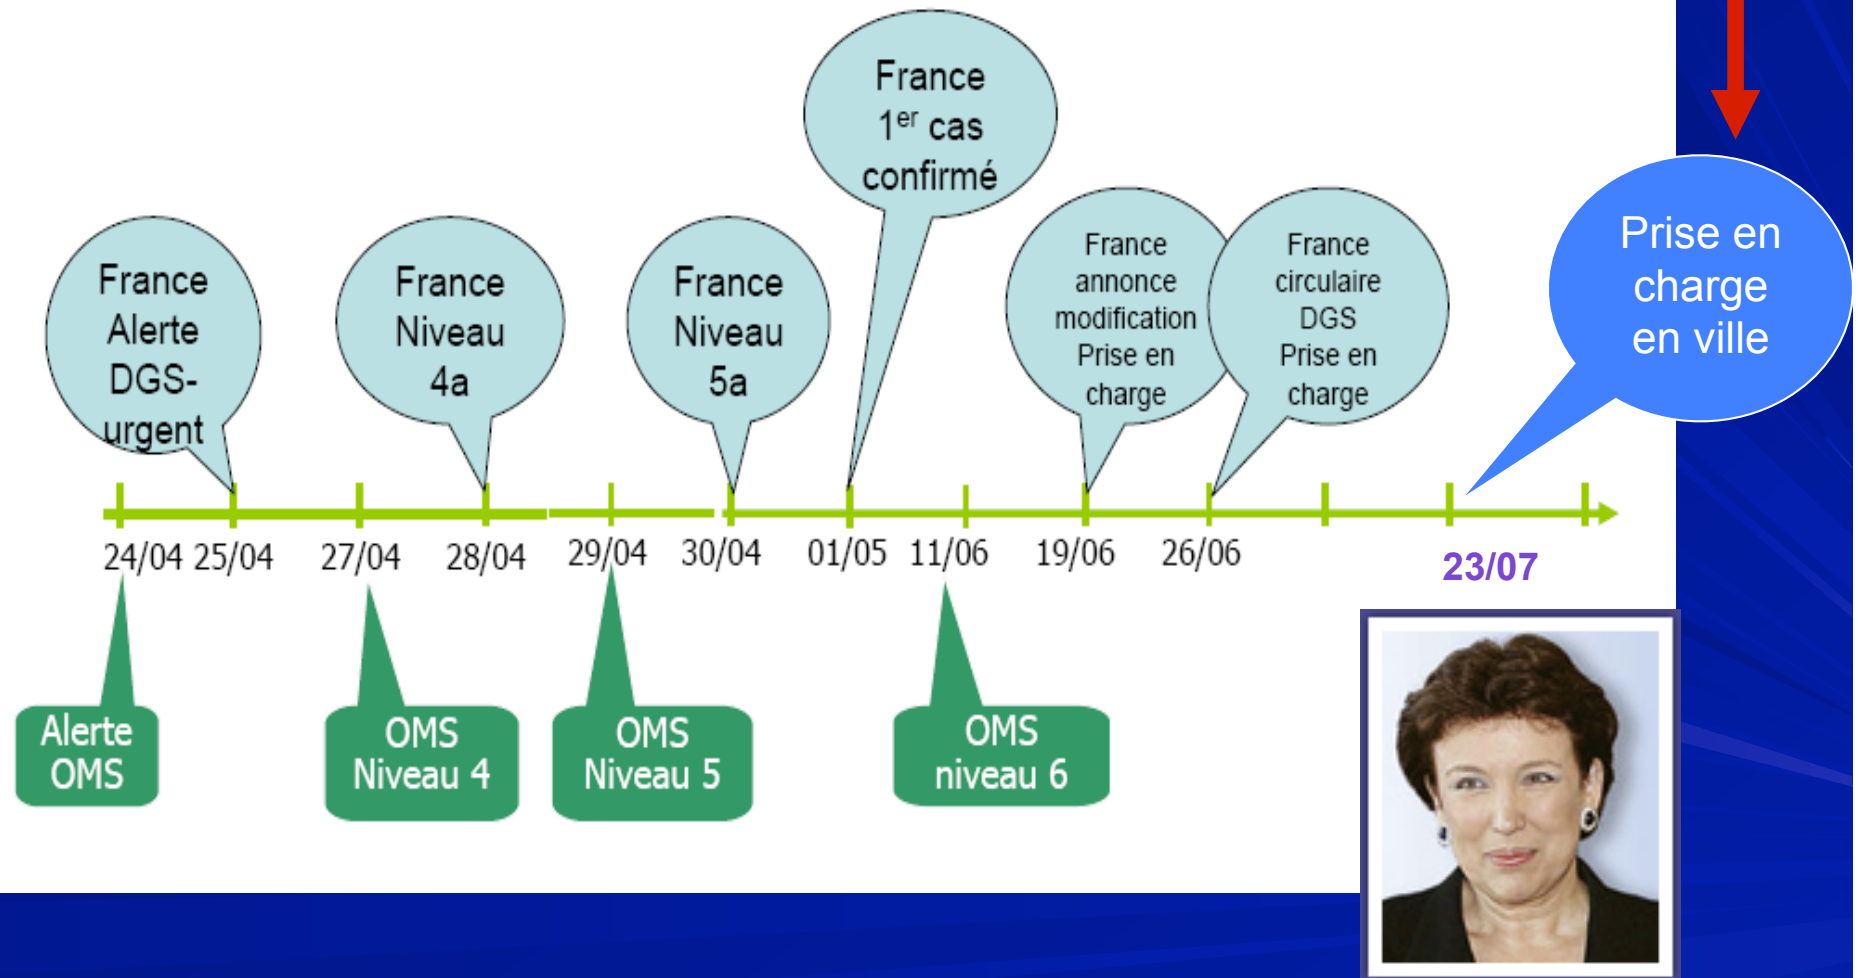 France
1er cas
confirmé
France
Alerte
DGS-
urgent
France
Niveau
4a
France
Niveau
5a
France
annonce
modification
Prise en
charge
France
circulaire
DGS
Prise en
charge
Prise en
charge
en ville
24/04 25/04 27/04 28/04 29/04 30/04 01/05 11/06 19/06 26/06 23/07
Alerte
OMS
OMS
Niveau 4
OMS
Niveau 5
OMS
niveau 6